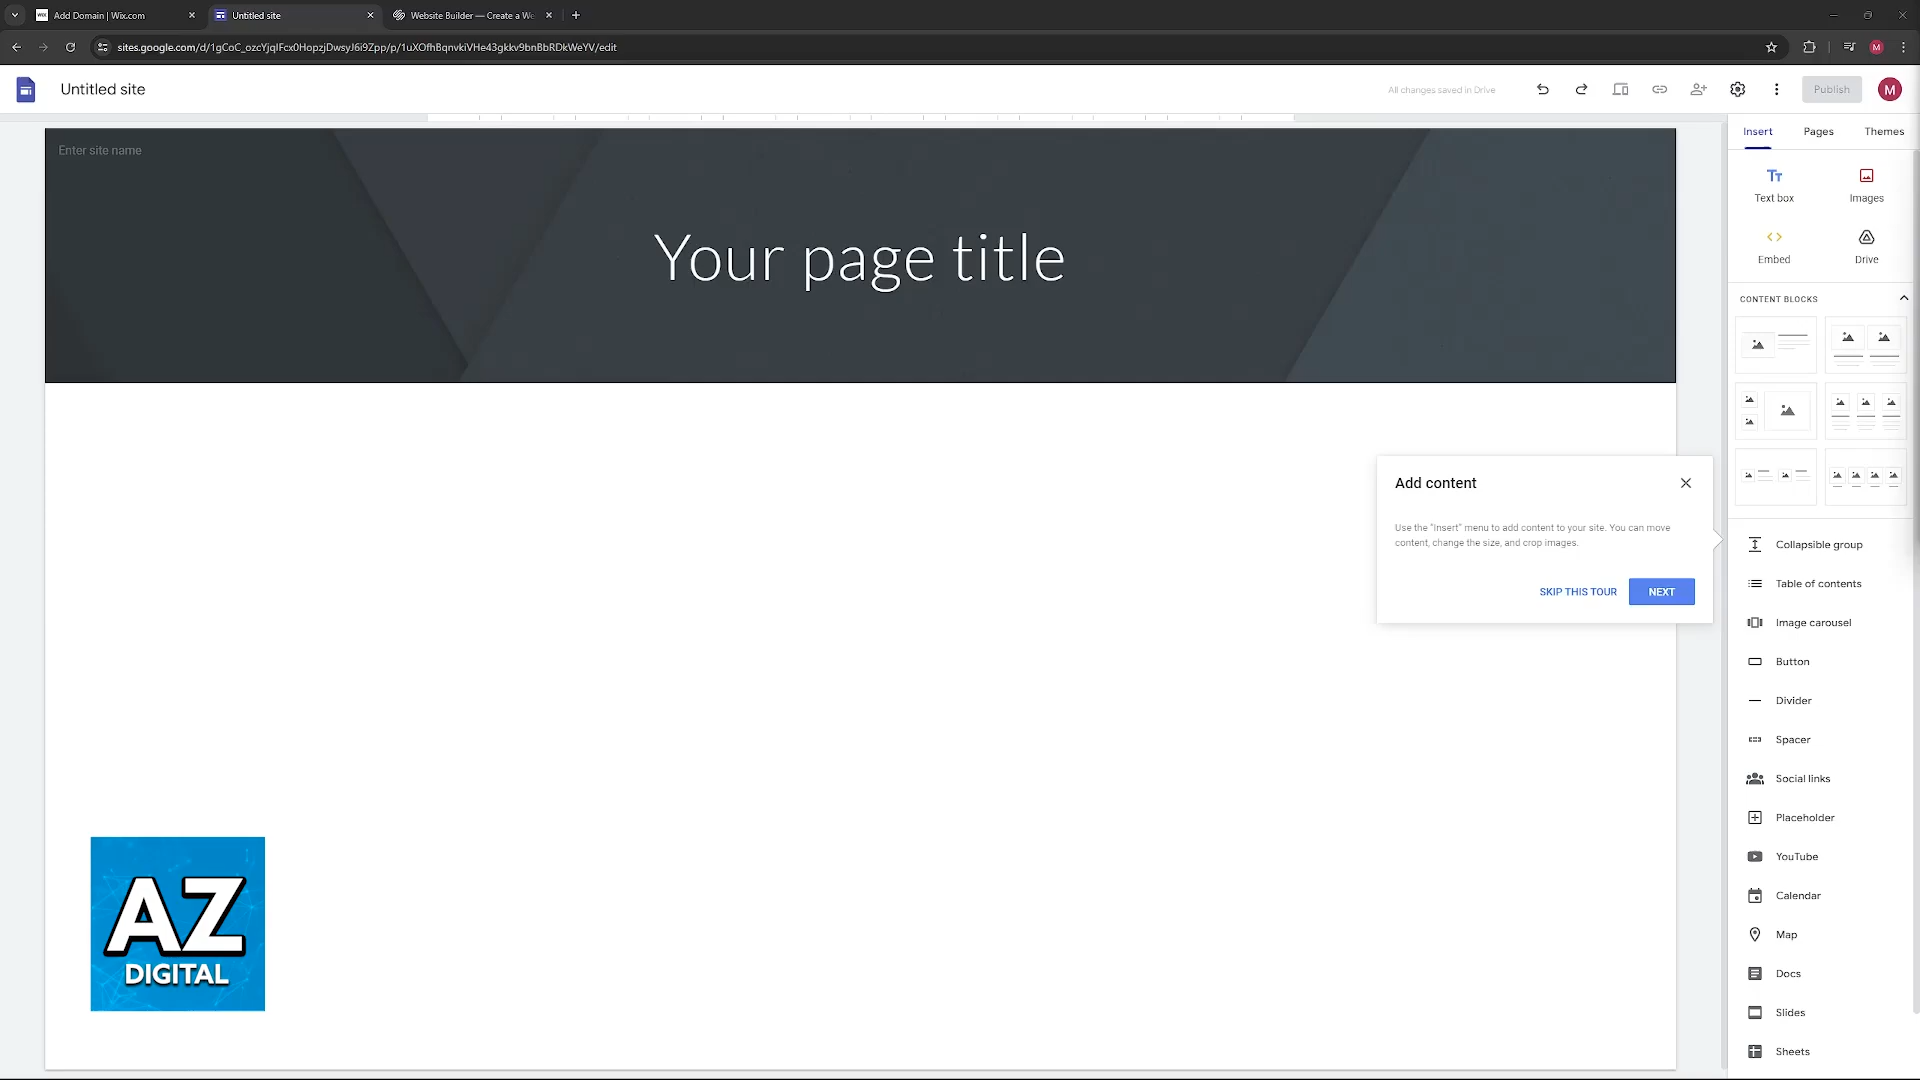 Add Domain | Wix.com
Untitled site
Website Builder — Create a We
sites.google.com/d/1gCoC_ozcYjqIFcx0HopzjDwsyJ6i9Zpp/p/1uXOfhBqnvkiVHe43gkkv9bnBbRDkWeYV/edit
M
Untitled site
All changes saved in Drive
Publish
M
Insert
Pages
Themes
Enter site name
Your page title
Text box
Images
Embed
Drive
CONTENT BLOCKS
Add content
Use the "Insert" menu to add content to your site. You can move
content, change the size, and crop images.
SKIP THIS TOUR
NEXT
Collapsible group
Table of contents
Image carousel
Button
Divider
Spacer
Social links
Placeholder
YouTube
Calendar
Map
Docs
Slides
Sheets
AZ
DIGITAL